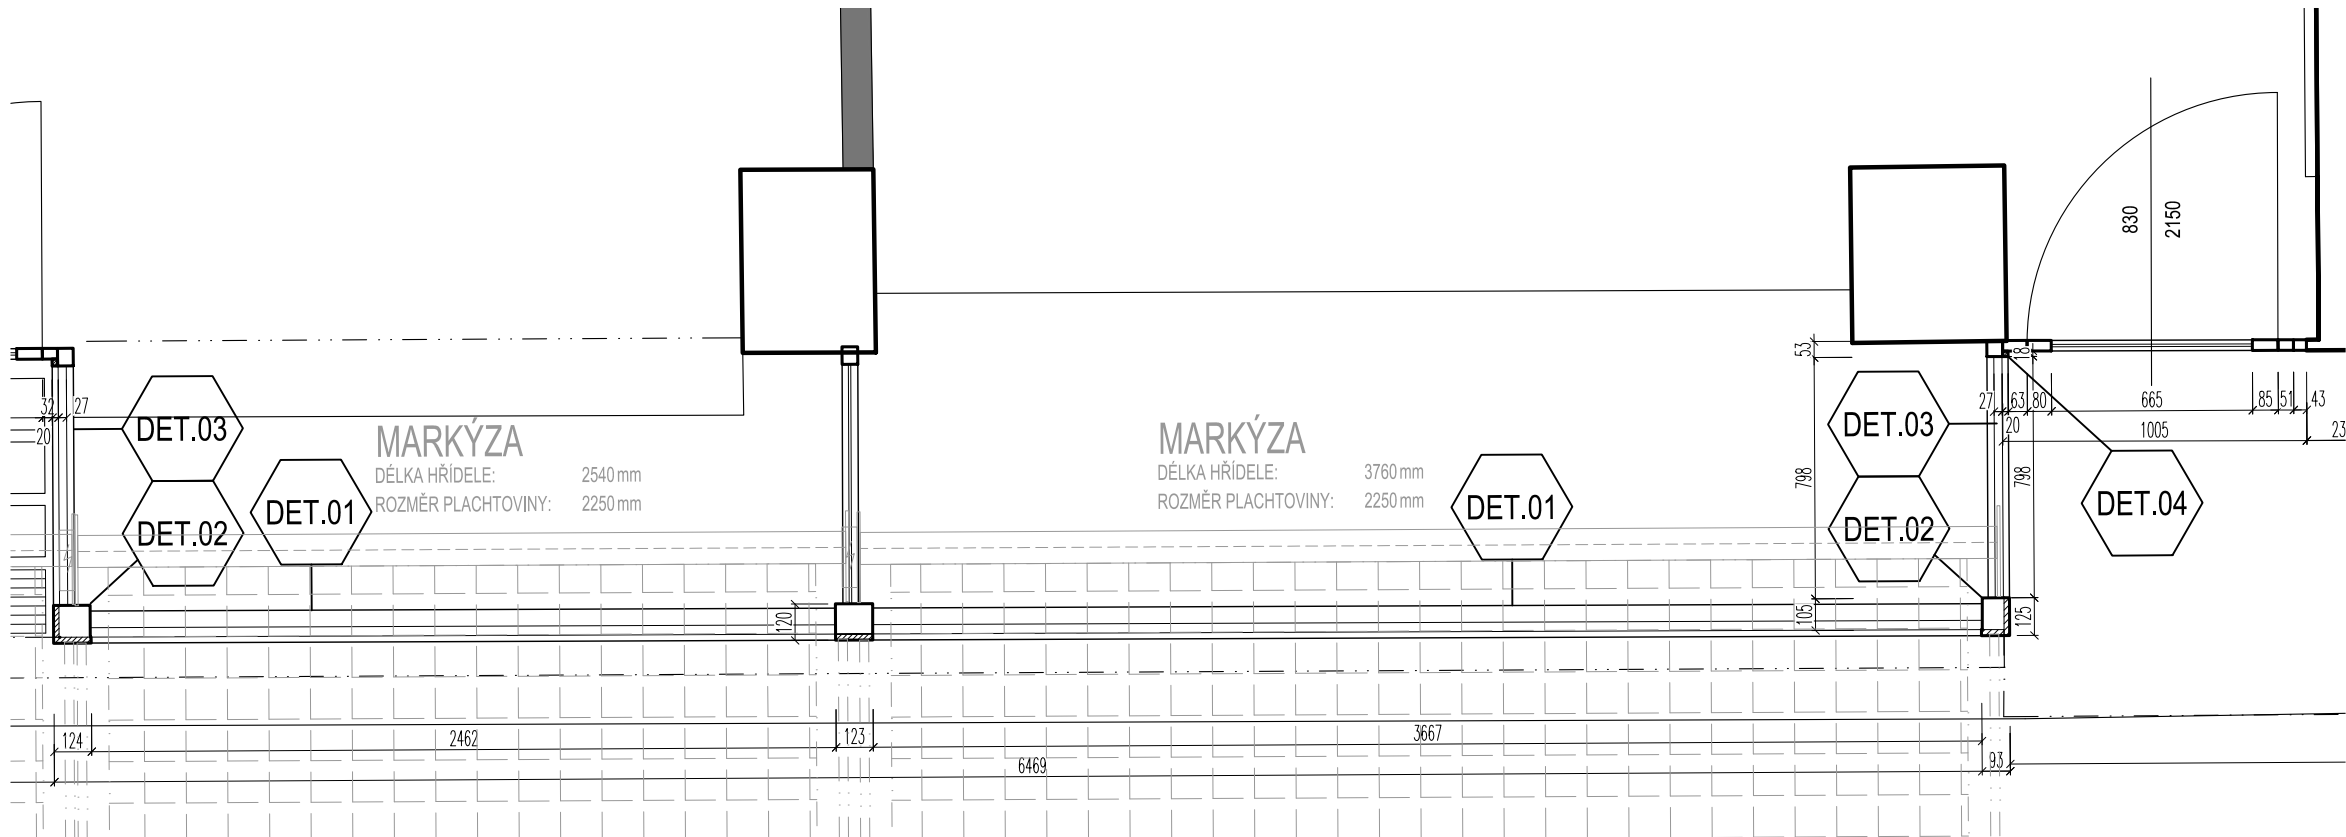 830
2150
53
18
32
27
20
DET.03
MARKÝZA
DÉLKA HŘÍDELE: 2540 mm
ROZMĚR PLACHTOVINY: 2250 mm
DET.02
DET.01
MARKÝZA
DÉLKA HŘÍDELE: 3760 mm
ROZMĚR PLACHTOVINY: 2250 mm
DET.01
DET.03
DET.02
27
63
80
665
85
51
43
20
1005
23
798
798
DET.04
120
105
125
124
2462
123
3667
6469
93